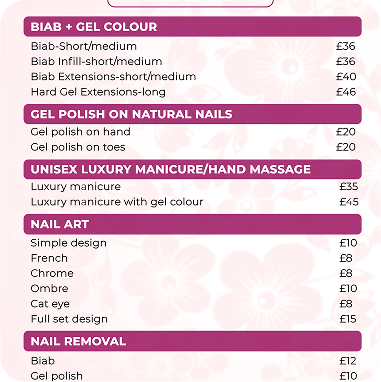 BIAB + GEL COLOUR
Biab-Short/medium £36
Biab Infill-short/medium £36
Biab Extensions-short/medium £40
Hard Gel Extensions-long £46
GEL POLISH ON NATURAL NAILS
Gel polish on hand £20
Gel polish on toes £20
UNISEX LUXURY MANICURE/HAND MASSAGE
Luxury manicure £35
Luxury manicure with gel colour £45
NAIL ART
Simple design £10
French £8
Chrome £8
Ombre £10
Cat eye £8
Full set design £15
NAIL REMOVAL
Biab £12
Gel polish £10